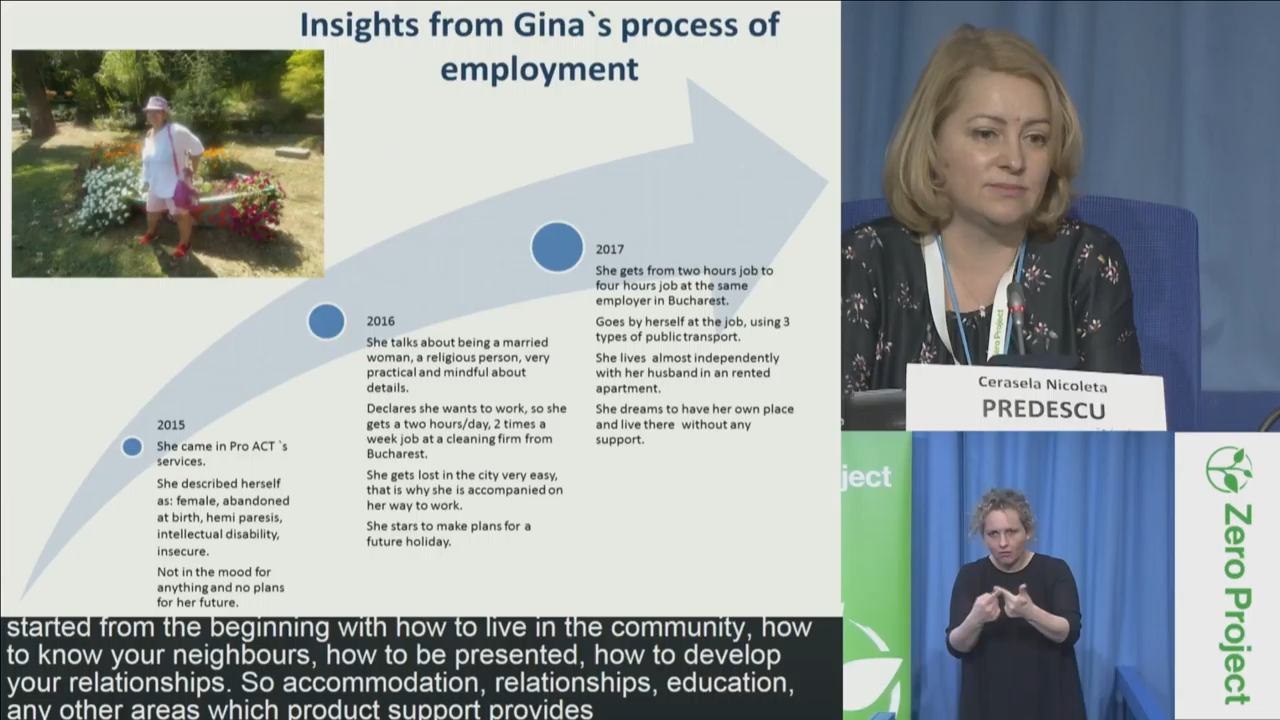 Insights from Gina`s process of
employment
2015
She came in Pro ACT `s
services.
She described herself
as: female, abandoned
at birth, hemi paresis,
intellectual disability,
insecure.
Not in the mood for
anything and no plans
for her future.
2016
She talks about being a married
woman, a religious person, very
practical and mindful about
details.
Declares she wants to work, so she
gets a two hours/day, 2 times a
week job at a cleaning firm from
Bucharest.
She gets lost in the city very easy,
that is why she is accompanied on
her way to work.
She stars to make plans for a
future holiday.
2017
She gets from two hours job to
four hours job at the same
employer in Bucharest.
Goes by herself at the job, using 3
types of public transport.
She lives almost independently
with her husband in an rented
apartment.
She dreams to have her own place
and live there without any
support.
started from the beginning with how to live in the community, how
to know your neighbours, how to be presented, how to develop
your relationships. So accommodation, relationships, education,
any other areas which product support provides
Zero Project
Cerasela Nicoleta
PREDESCU
ject
Zero Project